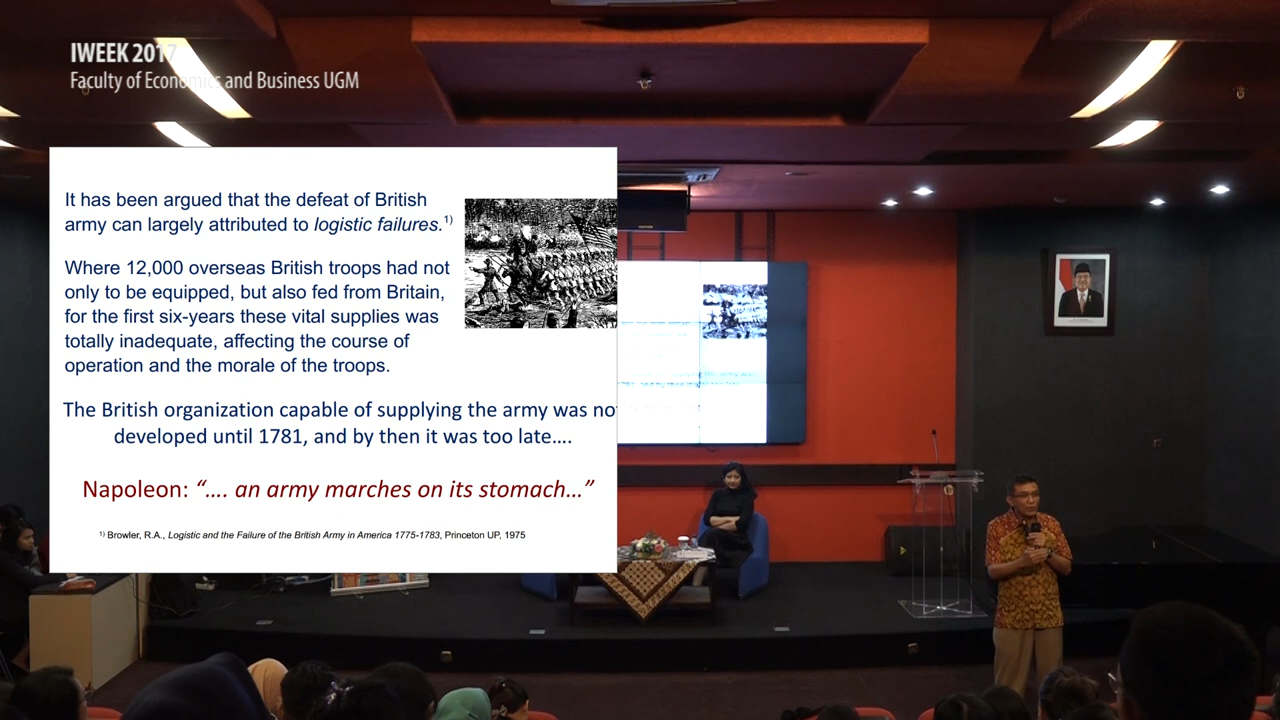 IWEEK 2017
Faculty of Economics and Business UGM
It has been argued that the defeat of British
army can largely attributed to logistic failures.1)
Where 12,000 overseas British troops had not
only to be equipped, but also fed from Britain,
for the first six-years these vital supplies was
totally inadequate, affecting the course of
operation and the morale of the troops.
The British organization capable of supplying the army was no
developed until 1781, and by then it was too late….
Napoleon: “…. an army marches on its stomach…”
1) Browler, R.A., Logistic and the Failure of the British Army in America 1775-1783, Princeton UP, 1975